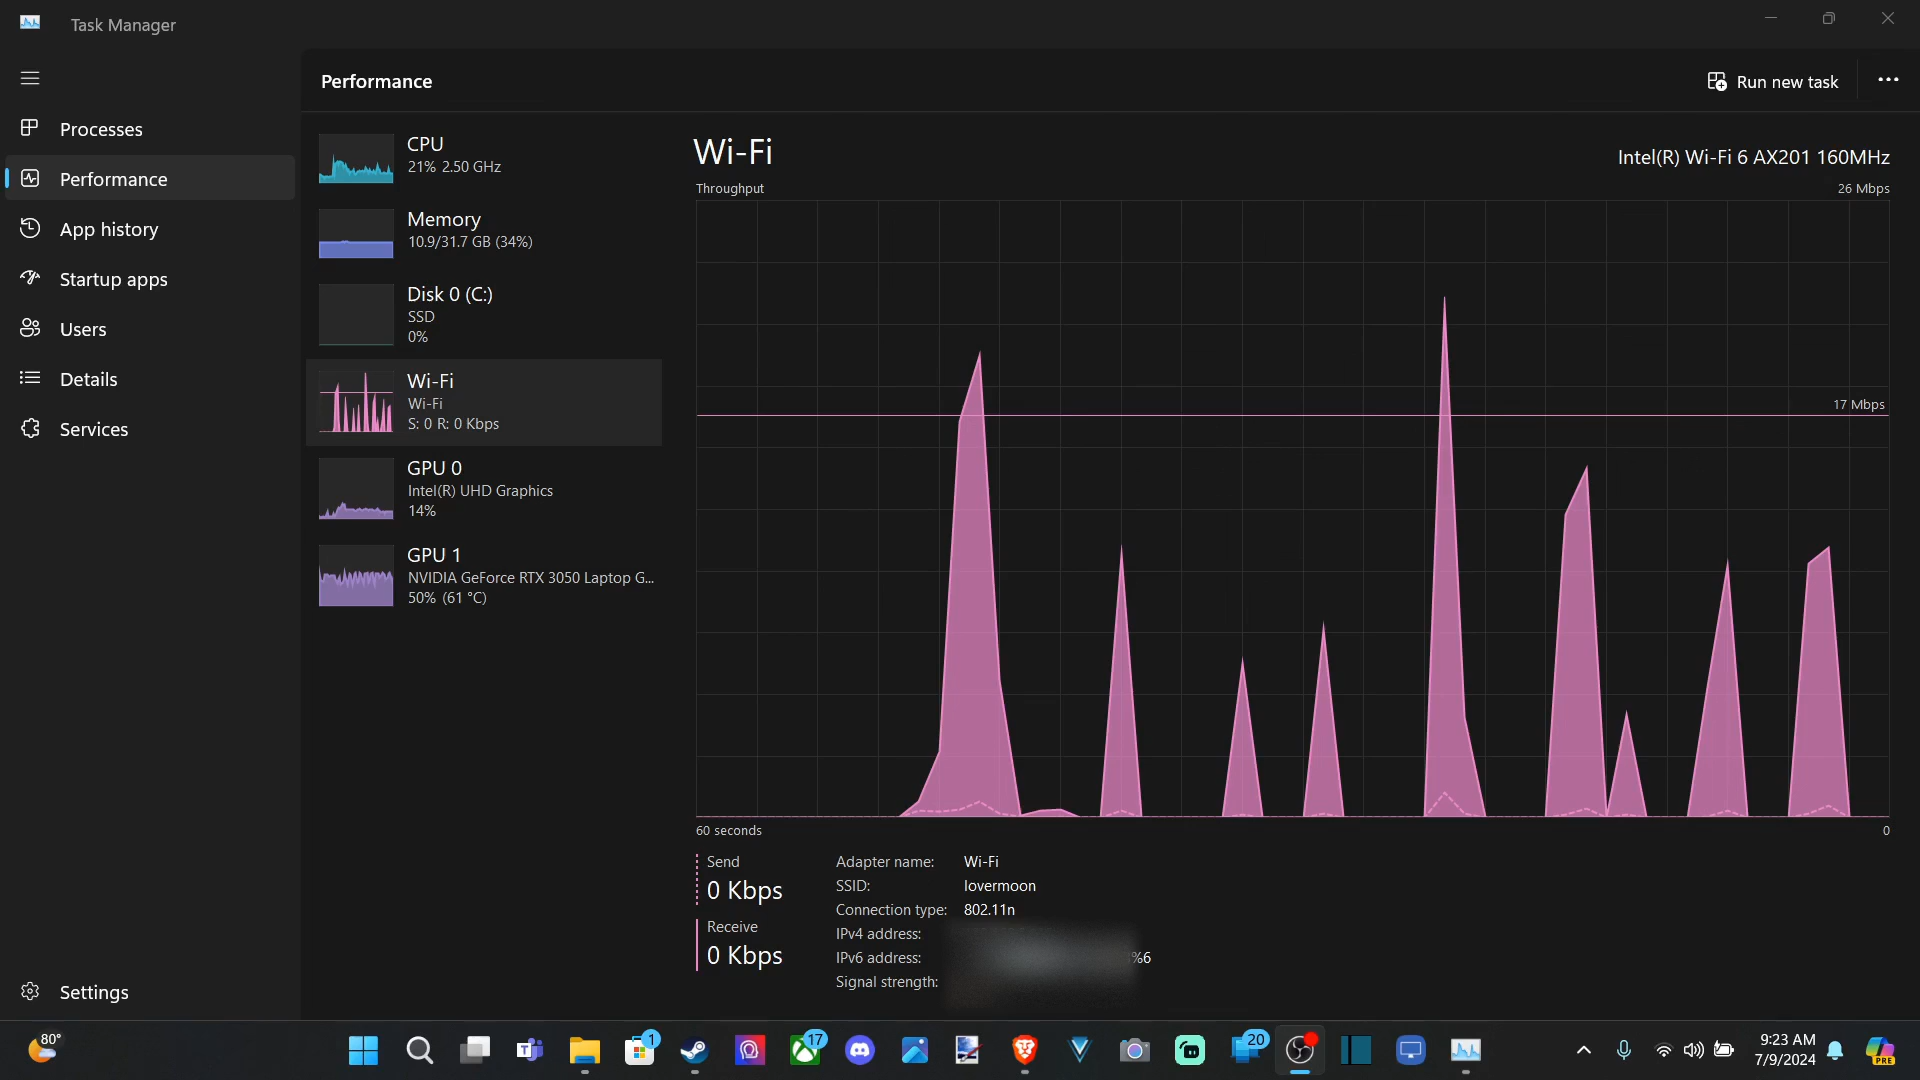 Task Manager
Performance
Run new task
Processes
Performance
App history
Startup apps
Users
Details
Services
Settings
CPU
21% 2.50 GHz
Memory
10.9/31.7 GB (34%)
Disk 0 (C:)
SSD
0%
Wi-Fi
Wi-Fi
S: 0 R: 0 Kbps
GPU 0
Intel(R) UHD Graphics
14%
GPU 1
NVIDIA GeForce RTX 3050 Laptop G...
50% (61 °C)
Wi-Fi
Intel(R) Wi-Fi 6 AX201 160MHz
Throughput
26 Mbps
17 Mbps
60 seconds
0
Send
0 Kbps
Receive
0 Kbps
Adapter name: Wi-Fi
SSID: lovermoon
Connection type: 802.11n
IPv4 address:
IPv6 address: %6
Signal strength:
80°
1
17
20
9:23 AM
7/9/2024
PRE